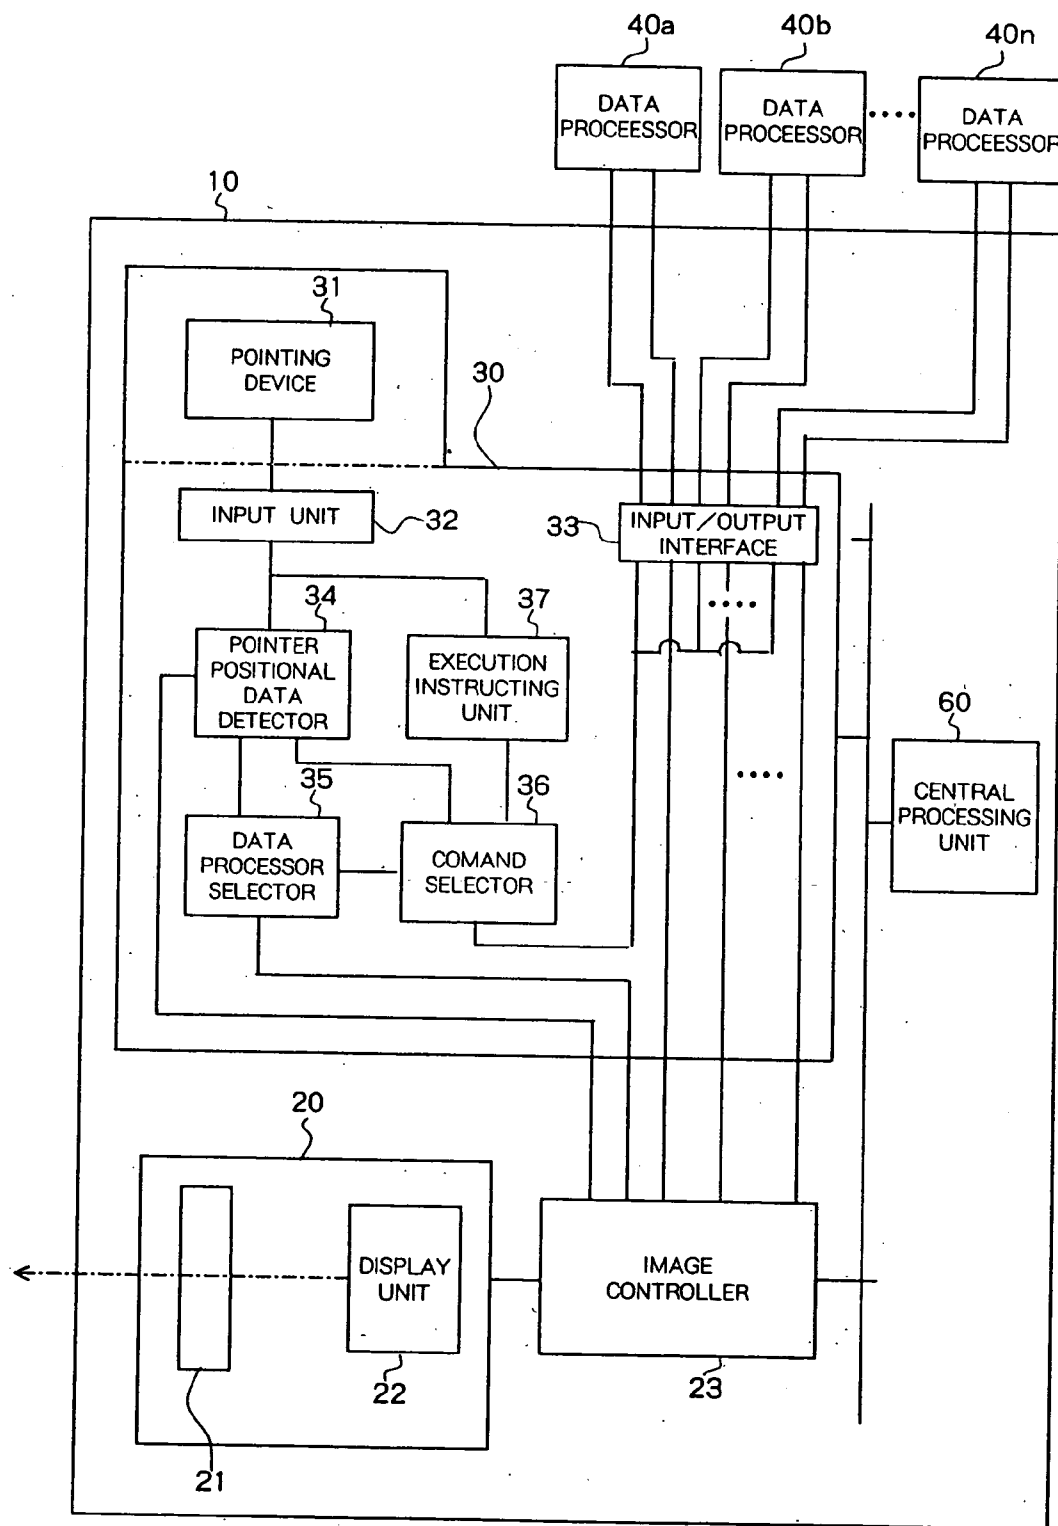 40a
40b
40n
DATA
PROCEESSOR
DATA
PROCEESSOR
DATA
PROCEESSOR
10
31
POINTING
DEVICE
30
INPUT UNIT
32
33
INPUT/OUTPUT
INTERFACE
34
37
POINTER
POSITIONAL
DATA
DETECTOR
EXECUTION
INSTRUCTING
UNIT
60
CENTRAL
PROCESSING
UNIT
35
36
DATA
PROCESSOR
SELECTOR
COMAND
SELECTOR
20
DISPLAY
UNIT
IMAGE
CONTROLLER
22
23
21